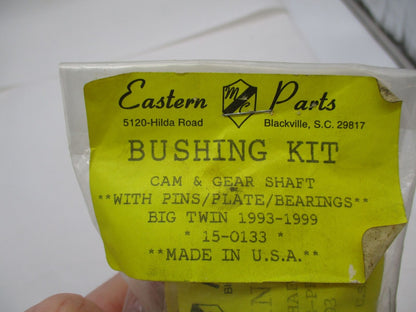 Eastern MC Parts
5120-Hilda Road Blackville, S.C. 29817
BUSHING KIT
CAM & GEAR SHAFT
**WITH PINS/PLATE/BEARINGS**
BIG TWIN 1993-1999
* 15-0133 *
**MADE IN U.S.A.**